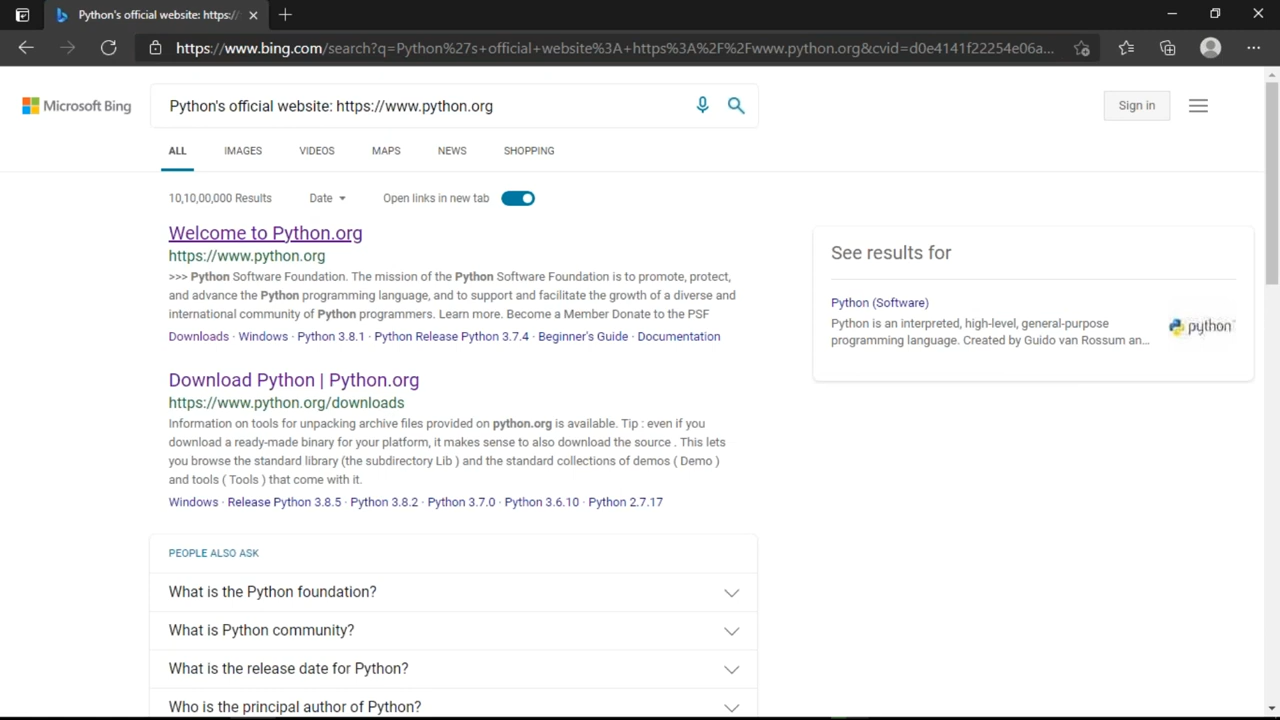 Python's official website: https:/
https://www.bing.com/search?q=Python%27s+official+website%3A+https%3A%2F%2Fwww.python.org&cvid=d0e4141f22254e06a...
Microsoft Bing
Python's official website: https://www.python.org
Sign in
ALL IMAGES VIDEOS MAPS NEWS SHOPPING
10,10,00,000 Results Date Open links in new tab
Welcome to Python.org
https://www.python.org
>>> Python Software Foundation. The mission of the Python Software Foundation is to promote, protect,
and advance the Python programming language, and to support and facilitate the growth of a diverse and
international community of Python programmers. Learn more. Become a Member Donate to the PSF
Downloads · Windows · Python 3.8.1 · Python Release Python 3.7.4 · Beginner's Guide · Documentation
Download Python | Python.org
https://www.python.org/downloads
Information on tools for unpacking archive files provided on python.org is available. Tip : even if you
download a ready-made binary for your platform, it makes sense to also download the source . This lets
you browse the standard library (the subdirectory Lib ) and the standard collections of demos ( Demo )
and tools ( Tools ) that come with it.
Windows · Release Python 3.8.5 · Python 3.8.2 · Python 3.7.0 · Python 3.6.10 · Python 2.7.17
PEOPLE ALSO ASK
What is the Python foundation?
What is Python community?
What is the release date for Python?
Who is the principal author of Python?
See results for
Python (Software)
Python is an interpreted, high-level, general-purpose
programming language. Created by Guido van Rossum an...
python